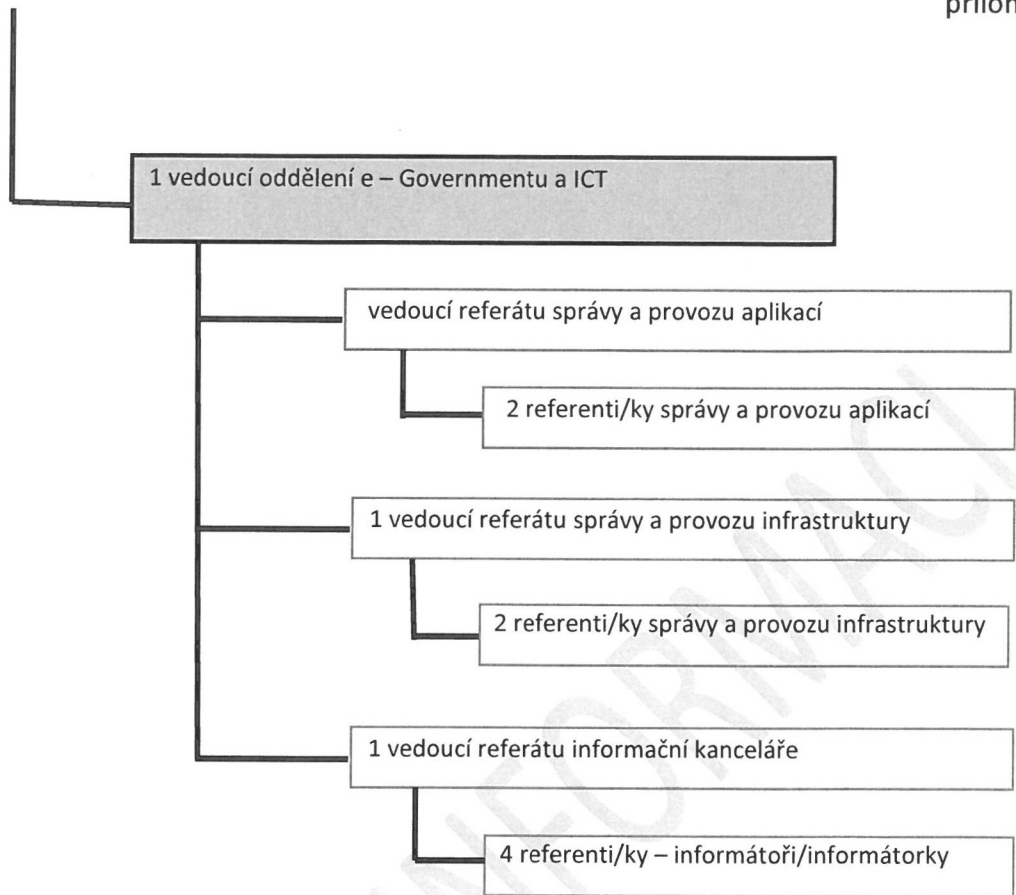 1 vedoucí oddělení e – Governmentu a ICT
vedoucí referátu správy a provozu aplikací
2 referenti/ky správy a provozu aplikací
1 vedoucí referátu správy a provozu infrastruktury
2 referenti/ky správy a provozu infrastruktury
1 vedoucí referátu informační kanceláře
4 referenti/ky – informátoři/informátorky
INFORMACI